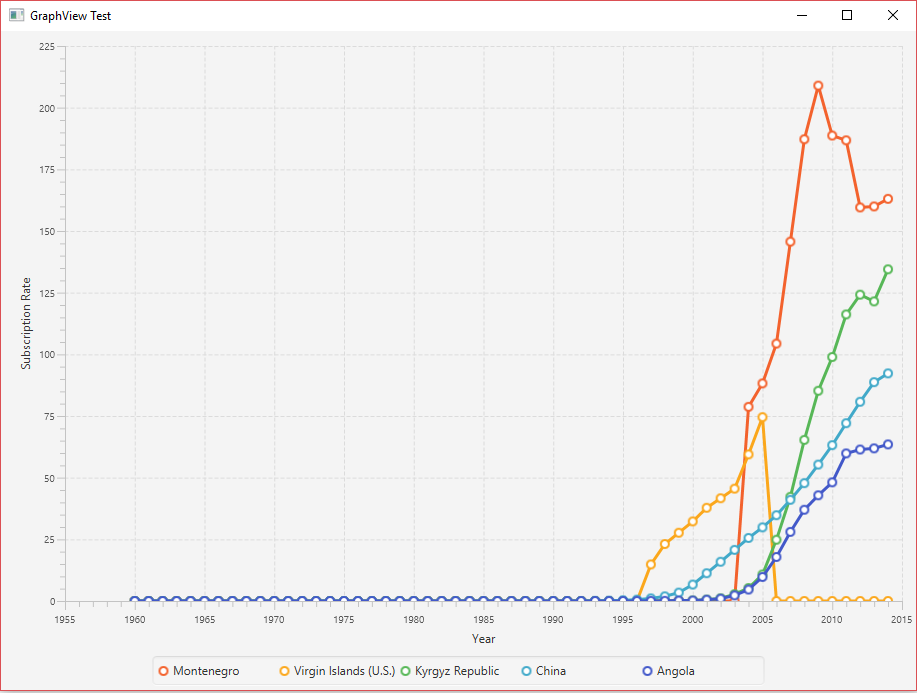 GraphView Test
225
200
175
150
125
100
75
50
25
0
Subscription Rate
1955 1960 1965 1970 1975 1980 1985 1990 1995 2000 2005 2010 2015
Year
Montenegro Virgin Islands (U.S.) Kyrgyz Republic China Angola